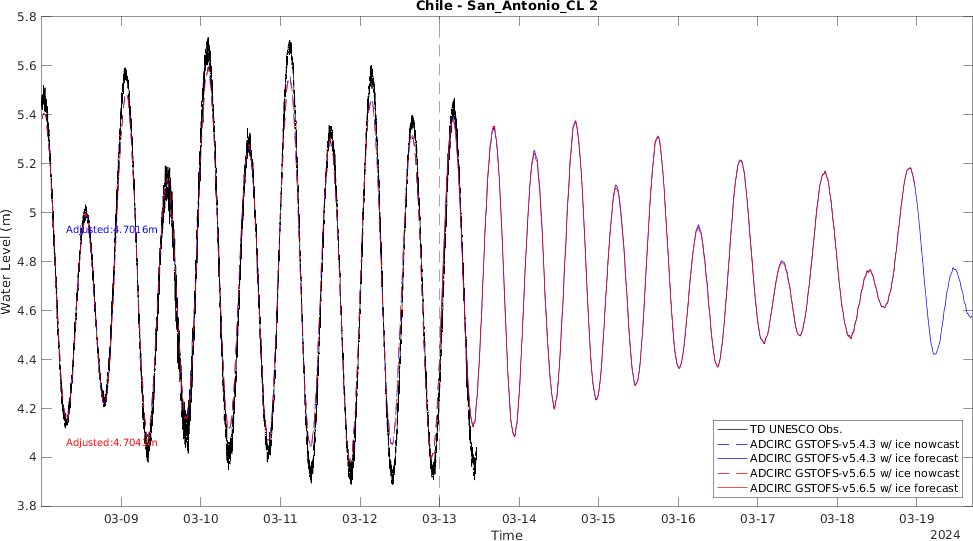 Chile - San_Antonio_CL 2
5.8
5.6
5.4
5.2
5
4.8
4.6
4.4
4.2
4
3.8
Water Level (m)
Adjusted:4.7016m
TD UNESCO Obs.
ADCIRC GSTOFS-v5.4.3 w/ ice nowcast
ADCIRC GSTOFS-v5.4.3 w/ ice forecast
ADCIRC GSTOFS-v5.6.5 w/ ice nowcast
ADCIRC GSTOFS-v5.6.5 w/ ice forecast
03-09 03-10 03-11 03-12 03-13 03-14 03-15 03-16 03-17 03-18 03-19
Time
2024